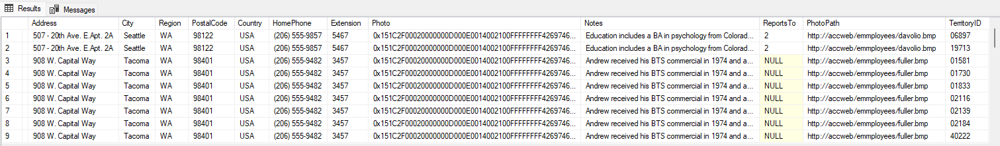 Results Messages
Address City Region PostalCode Country HomePhone Extension Photo Notes ReportsTo PhotoPath TerritoryID
1 507 - 20th Ave. E.Apt. 2A Seattle WA 98122 USA (206) 555-9857 5467 0x151C2F00020000000D000E0014002100FFFFFFFF4269746... Education includes a BA in psychology from Colorad... 2 http://accweb/emmployees/davolio.bmp 06897
2 507 - 20th Ave. E.Apt. 2A Seattle WA 98122 USA (206) 555-9857 5467 0x151C2F00020000000D000E0014002100FFFFFFFF4269746... Education includes a BA in psychology from Colorad... 2 http://accweb/emmployees/davolio.bmp 19713
3 908 W. Capital Way Tacoma WA 98401 USA (206) 555-9482 3457 0x151C2F00020000000D000E0014002100FFFFFFFF4269746... Andrew received his BTS commercial in 1974 and a... NULL http://accweb/emmployees/fuller.bmp 01581
4 908 W. Capital Way Tacoma WA 98401 USA (206) 555-9482 3457 0x151C2F00020000000D000E0014002100FFFFFFFF4269746... Andrew received his BTS commercial in 1974 and a... NULL http://accweb/emmployees/fuller.bmp 01730
5 908 W. Capital Way Tacoma WA 98401 USA (206) 555-9482 3457 0x151C2F00020000000D000E0014002100FFFFFFFF4269746... Andrew received his BTS commercial in 1974 and a... NULL http://accweb/emmployees/fuller.bmp 01833
6 908 W. Capital Way Tacoma WA 98401 USA (206) 555-9482 3457 0x151C2F00020000000D000E0014002100FFFFFFFF4269746... Andrew received his BTS commercial in 1974 and a... NULL http://accweb/emmployees/fuller.bmp 02116
7 908 W. Capital Way Tacoma WA 98401 USA (206) 555-9482 3457 0x151C2F00020000000D000E0014002100FFFFFFFF4269746... Andrew received his BTS commercial in 1974 and a... NULL http://accweb/emmployees/fuller.bmp 02139
8 908 W. Capital Way Tacoma WA 98401 USA (206) 555-9482 3457 0x151C2F00020000000D000E0014002100FFFFFFFF4269746... Andrew received his BTS commercial in 1974 and a... NULL http://accweb/emmployees/fuller.bmp 02184
9 908 W. Capital Way Tacoma WA 98401 USA (206) 555-9482 3457 0x151C2F00020000000D000E0014002100FFFFFFFF4269746... Andrew received his BTS commercial in 1974 and a... NULL http://accweb/emmployees/fuller.bmp 40222